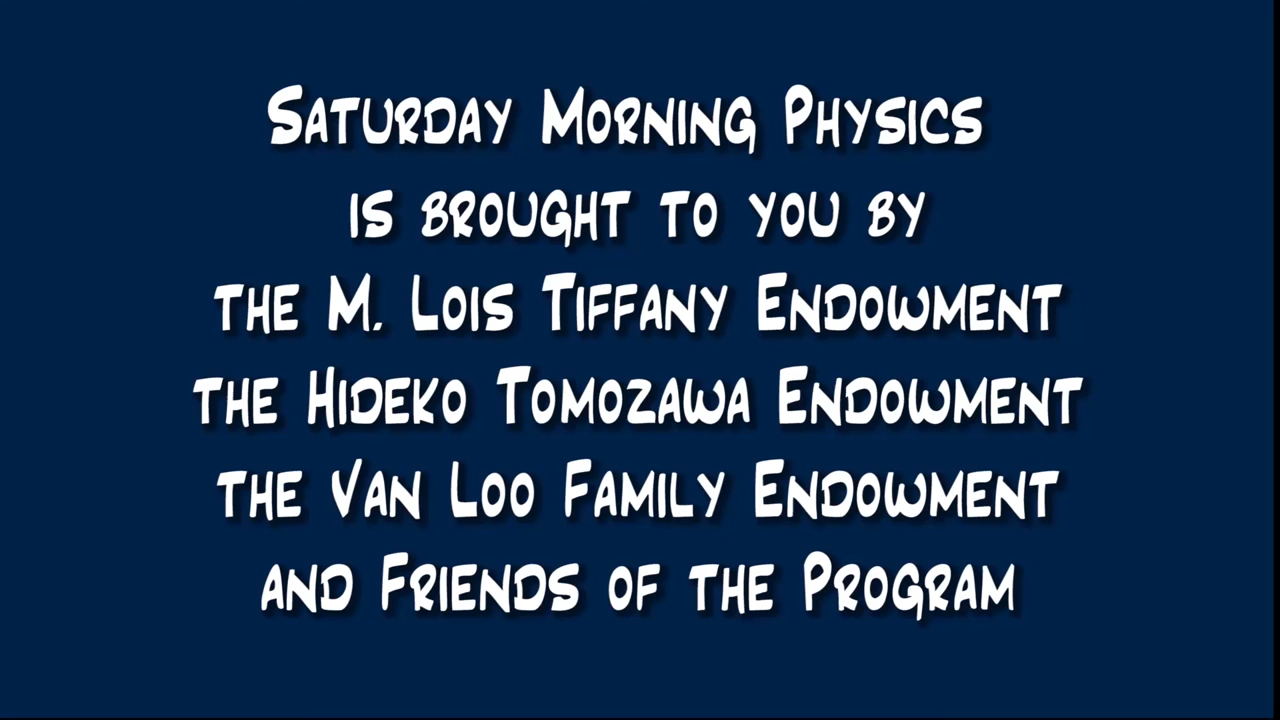 Saturday Morning Physics
is brought to you by
the M. Lois Tiffany Endowment
the Hideko Tomozawa Endowment
the Van Loo Family Endowment
and Friends of the Program